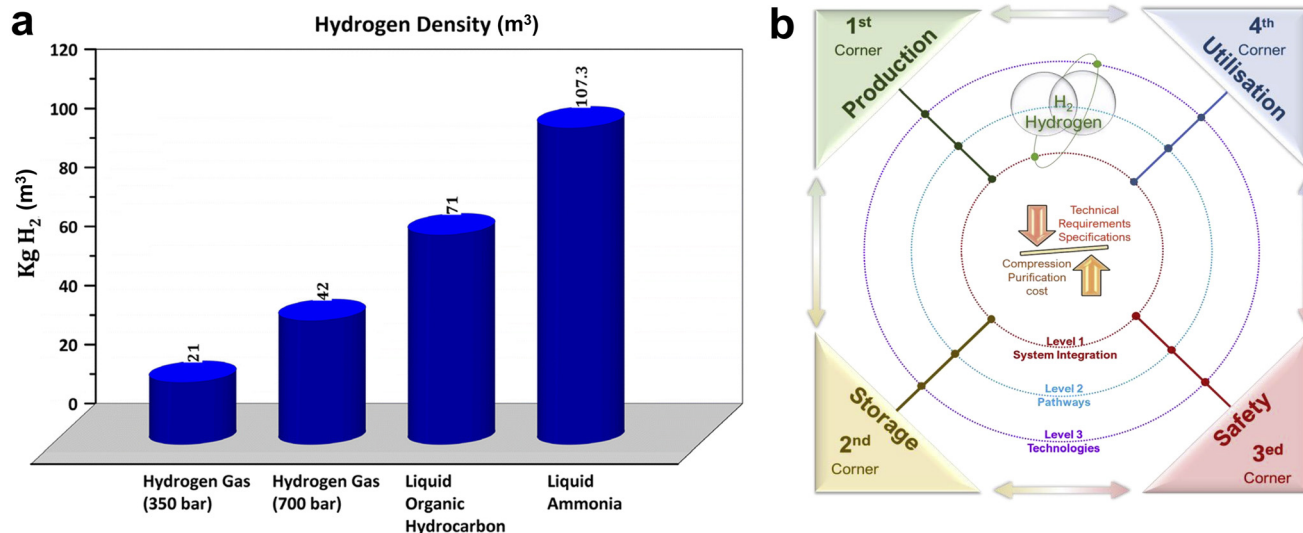 a
Hydrogen Density (m³)
Kg H₂ (m³)
120
100
80
60
40
20
0
21
42
71
107.3
Hydrogen Gas
(350 bar)
Hydrogen Gas
(700 bar)
Liquid
Organic
Hydrocarbon
Liquid
Ammonia
b
1st
Corner
Production
4th
Corner
Utilisation
H₂
Hydrogen
Technical
Requirements
Specifications
Compression
Purification
cost
Level 1
System Integration
Level 2
Pathways
Level 3
Technologies
Storage
2nd
Corner
Safety
3ed
Corner